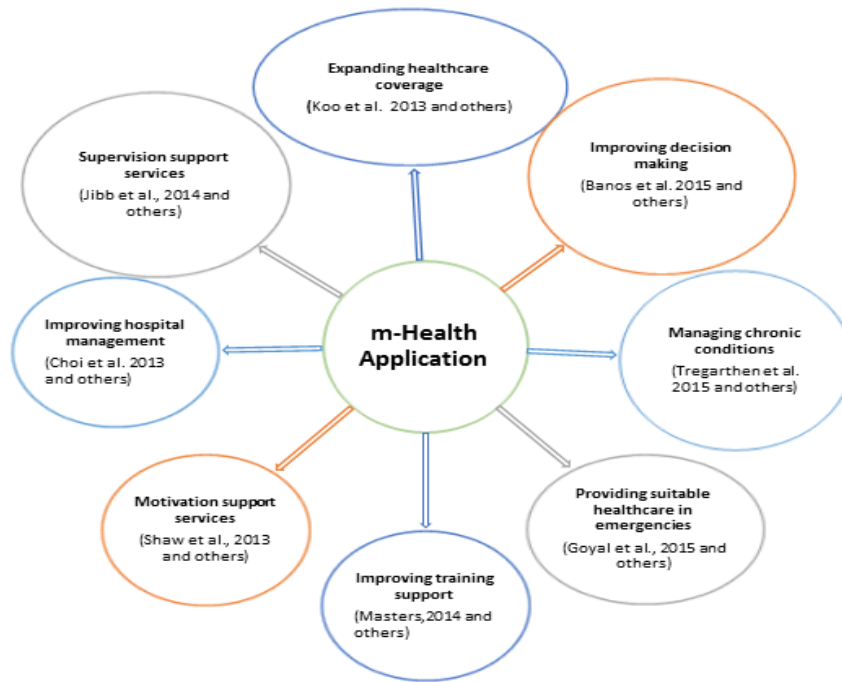 Expanding healthcare
coverage
(Koo et al. 2013 and others)
Improving decision
making
(Banos et al. 2015 and
others)
Supervision support
services
(Jibb et al., 2014 and
others)
m-Health
Application
Improving hospital
management
(Choi et al. 2013
and others)
Managing chronic
conditions
(Tregarthen et al.
2015 and others)
Motivation support
services
(Shaw et al., 2013
and others)
Providing suitable
healthcare in
emergencies
(Goyal et al., 2015 and
others)
Improving training
support
(Masters,2014 and
others)